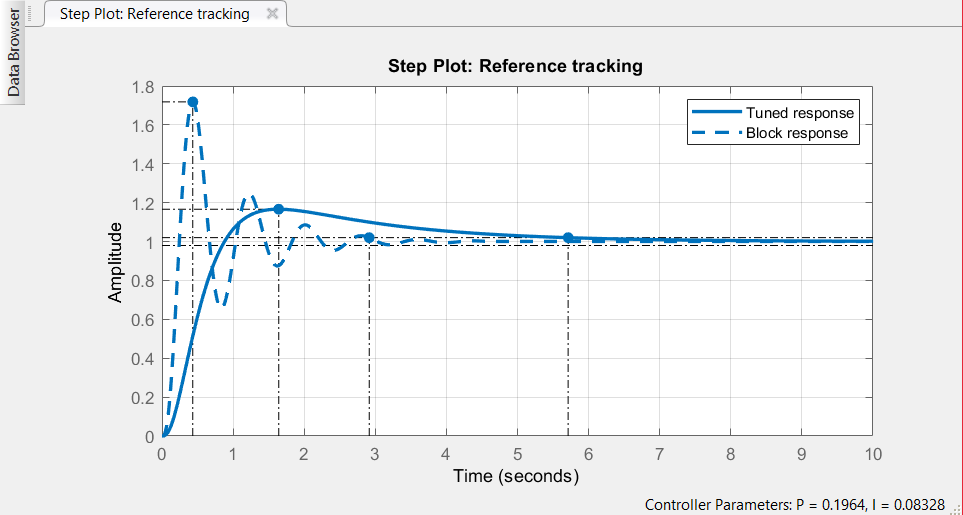 Data Browser
Step Plot: Reference tracking
Step Plot: Reference tracking
Tuned response
Block response
Amplitude
1.8
1.6
1.4
1.2
1
0.8
0.6
0.4
0.2
0
0 1 2 3 4 5 6 7 8 9 10
Time (seconds)
Controller Parameters: P = 0.1964, I = 0.08328